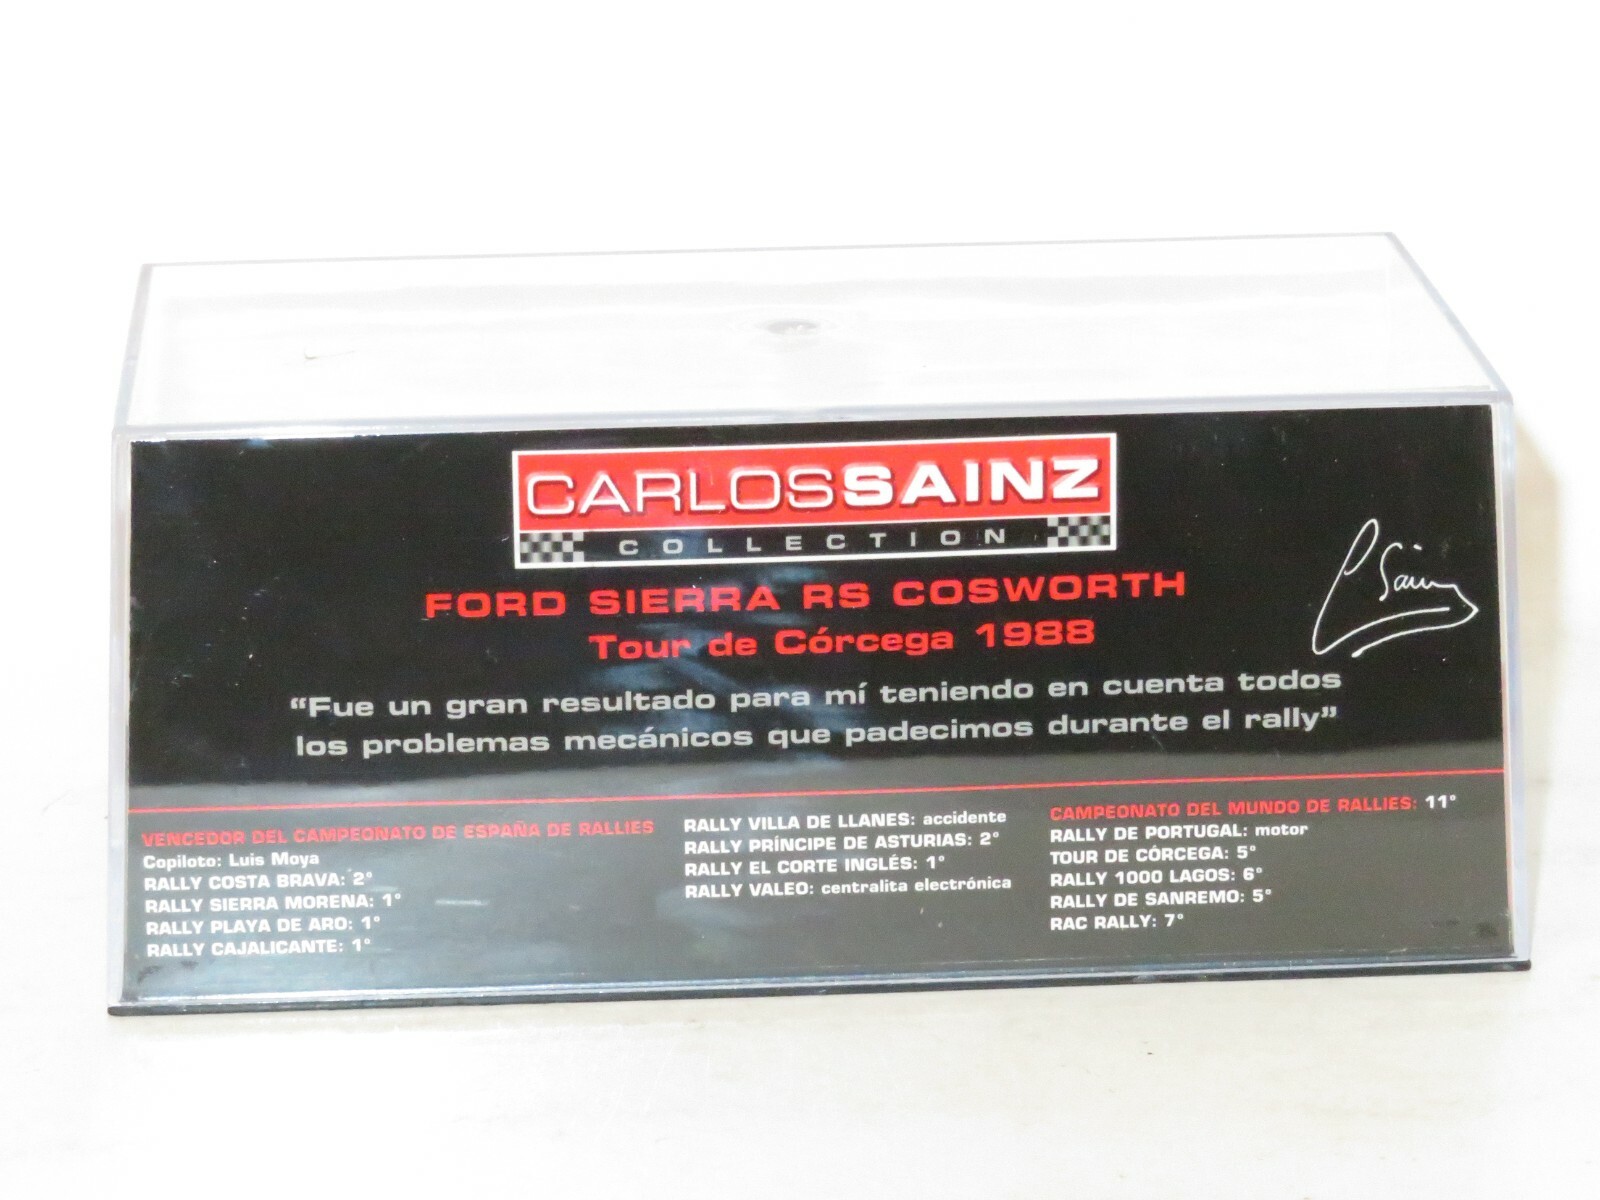 CARLOSSAINZ
COLLECTION
FORD SIERRA RS COSWORTH
Tour de Córcega 1988
C Sainz
“Fue un gran resultado para mí teniendo en cuenta todos
los problemas mecánicos que padecimos durante el rally”
VENCEDOR DEL CAMPEONATO DE ESPAÑA DE RALLIES
Copiloto: Luis Moya
RALLY COSTA BRAVA: 2°
RALLY SIERRA MORENA: 1°
RALLY PLAYA DE ARO: 1°
RALLY CAJALICANTE: 1°
RALLY VILLA DE LLANES: accidente
RALLY PRÍNCIPE DE ASTURIAS: 2°
RALLY EL CORTE INGLÉS: 1°
RALLY VALEO: centralita electrónica
CAMPEONATO DEL MUNDO DE RALLIES: 11°
RALLY DE PORTUGAL: motor
TOUR DE CÓRCEGA: 5°
RALLY 1000 LAGOS: 6°
RALLY DE SANREMO: 5°
RAC RALLY: 7°